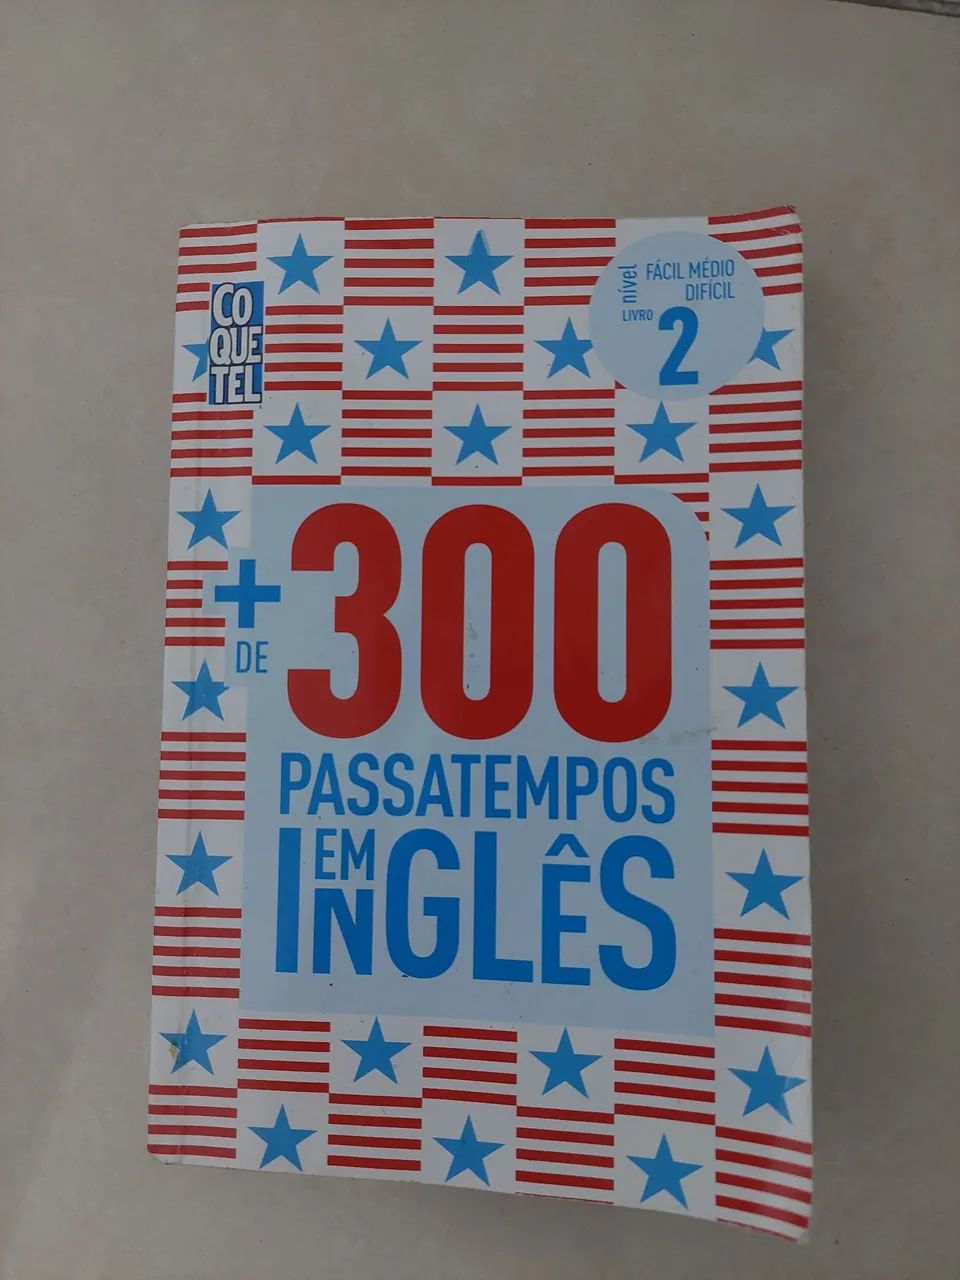 CO
QUE
TEL
nível
FÁCIL MÉDIO
DIFÍCIL
LIVRO 2
+ DE
300
PASSATEMPOS
EM
INGLÊS